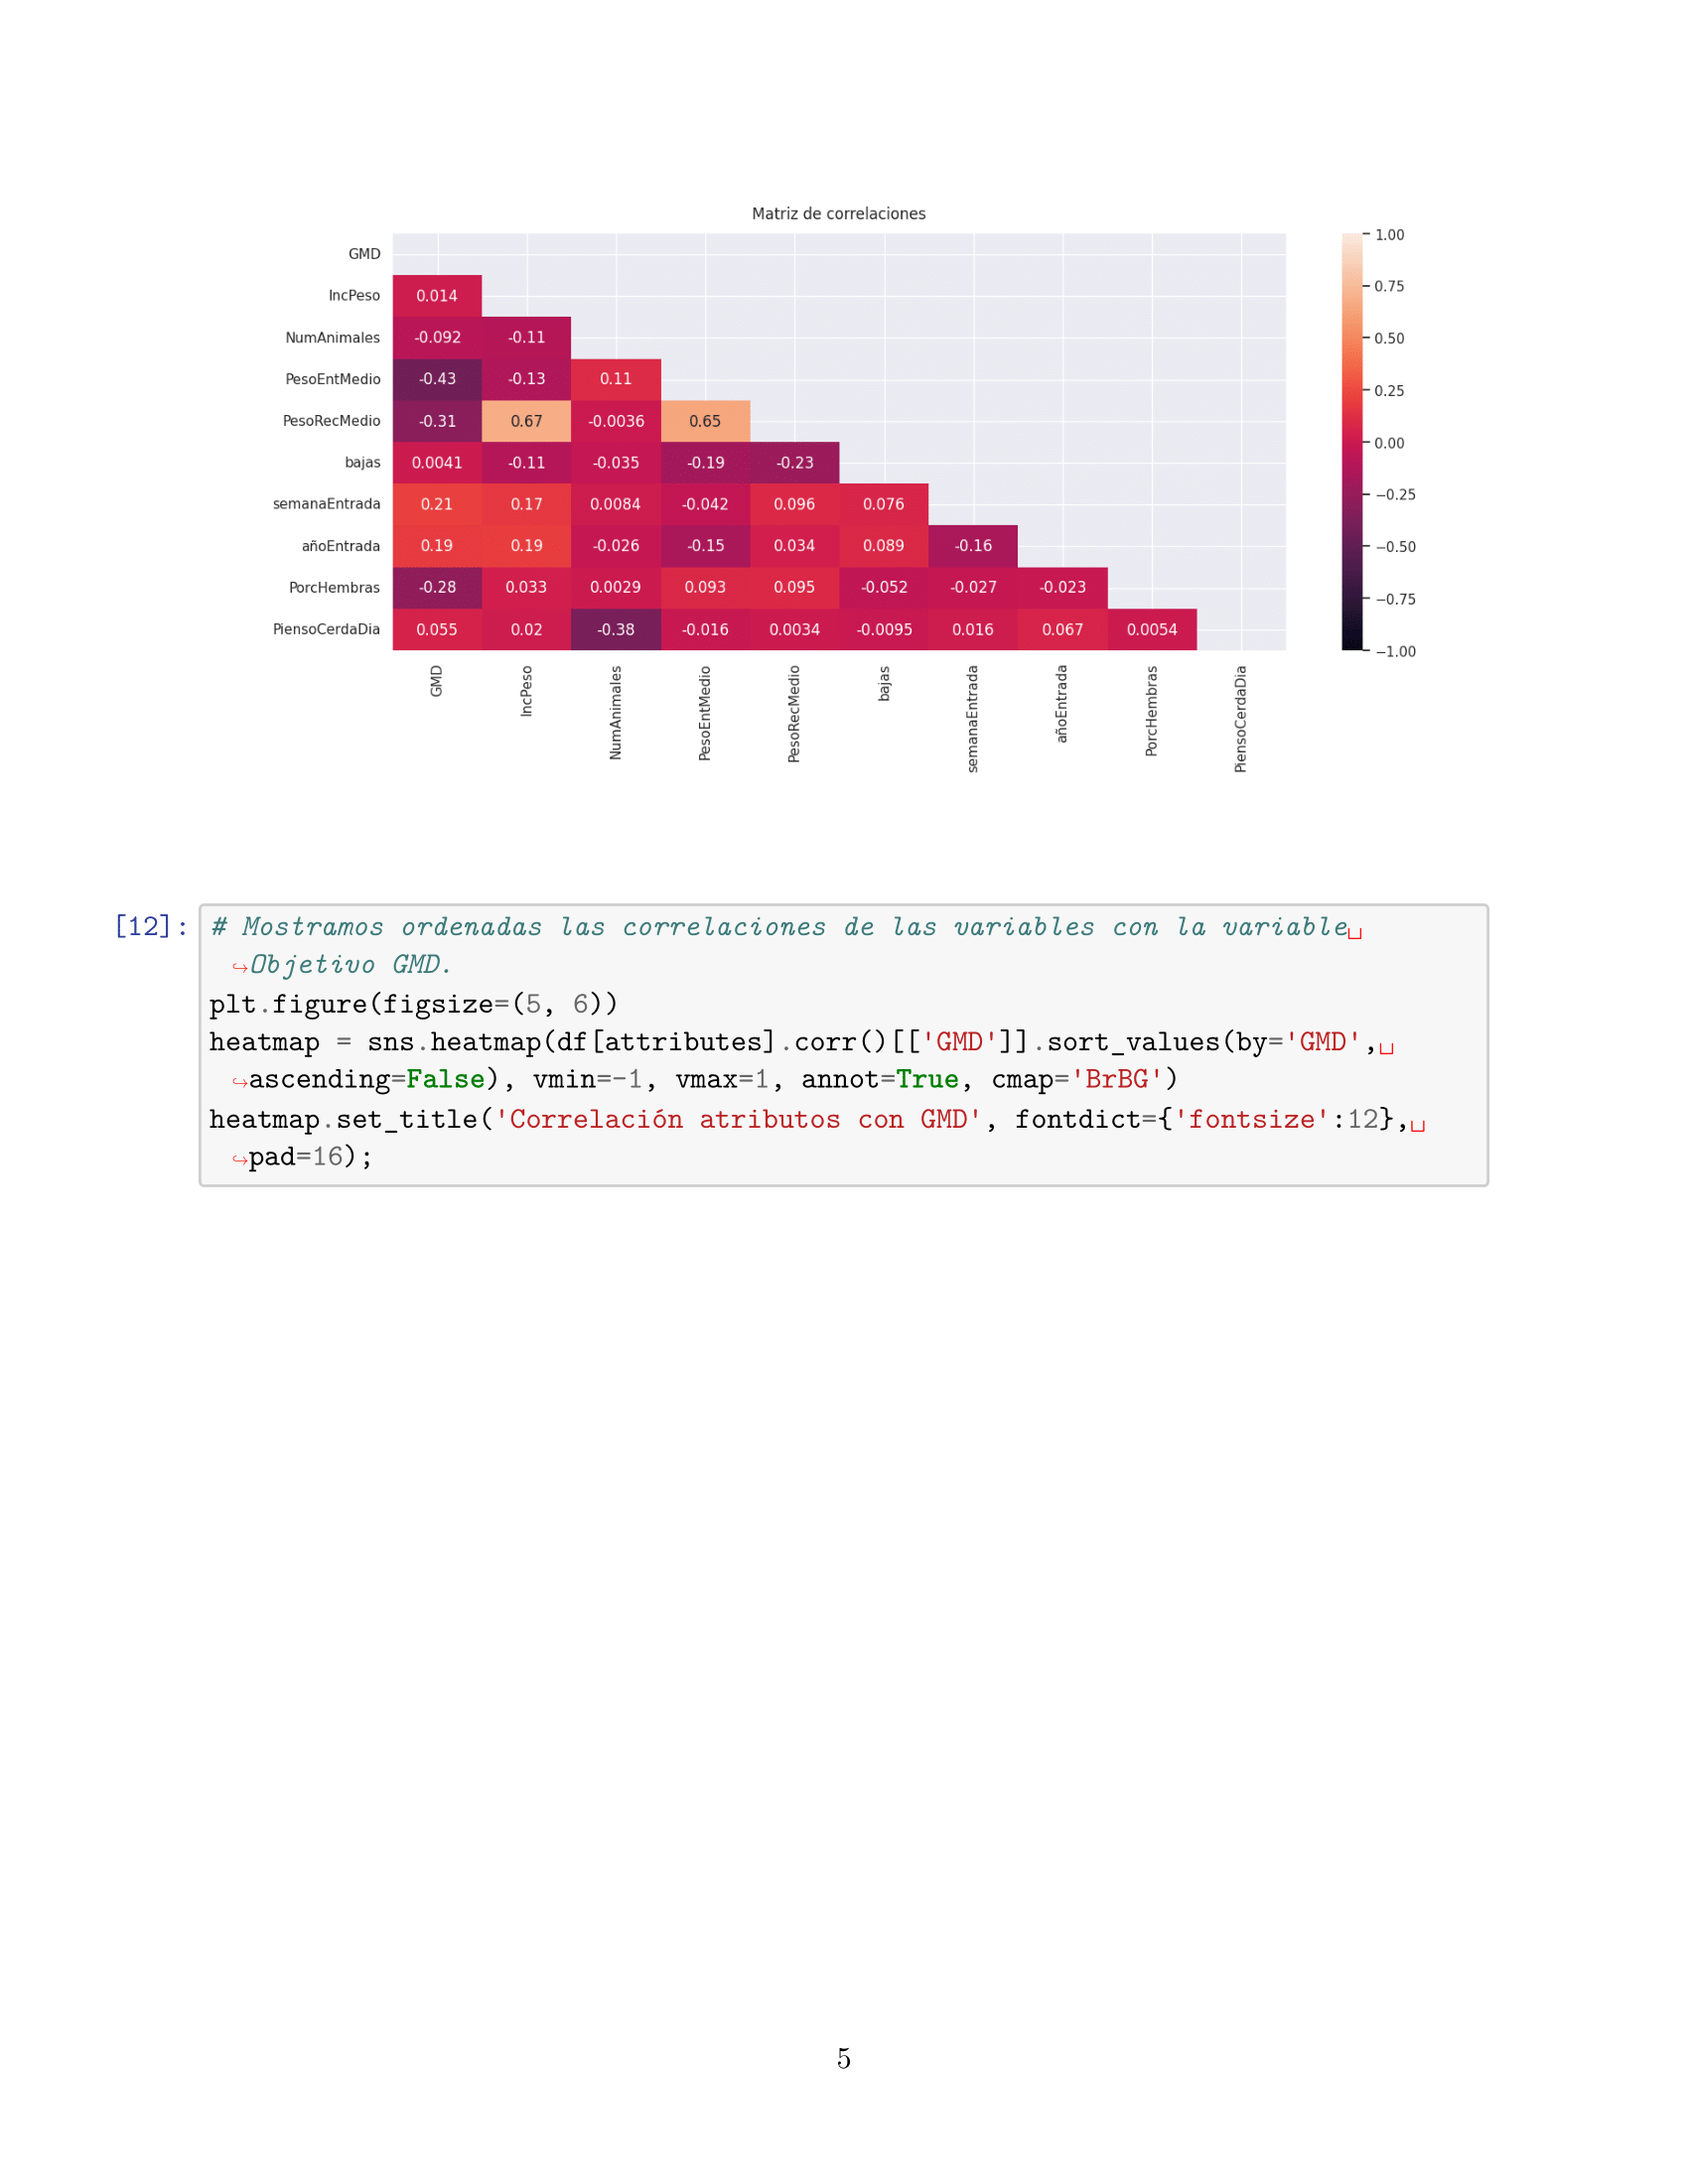 Matriz de correlaciones
GMD
IncPeso 0.014
NumAnimales -0.092 -0.11
PesoEntMedio -0.43 -0.13 0.11
PesoRecMedio -0.31 0.67 -0.0036 0.65
bajas 0.0041 -0.11 -0.035 -0.19 -0.23
semanaEntrada 0.21 0.17 0.0084 -0.042 0.096 0.076
añoEntrada 0.19 0.19 -0.026 -0.15 0.034 0.089 -0.16
PorcHembras -0.28 0.033 0.0029 0.093 0.095 -0.052 -0.027 -0.023
PiensoCerdaDia 0.055 0.02 -0.38 -0.016 0.0034 -0.0095 0.016 0.067 0.0054
GMD IncPeso NumAnimales PesoEntMedio PesoRecMedio bajas semanaEntrada añoEntrada PorcHembras PiensoCerdaDia
1.00
0.75
0.50
0.25
0.00
−0.25
−0.50
−0.75
−1.00
[12]: # Mostramos ordenadas las correlaciones de las variables con la variable␣
↪Objetivo GMD.
plt.figure(figsize=(5, 6))
heatmap = sns.heatmap(df[attributes].corr()[['GMD']].sort_values(by='GMD',␣
↪ascending=False), vmin=-1, vmax=1, annot=True, cmap='BrBG')
heatmap.set_title('Correlación atributos con GMD', fontdict={'fontsize':12},␣
↪pad=16);
5